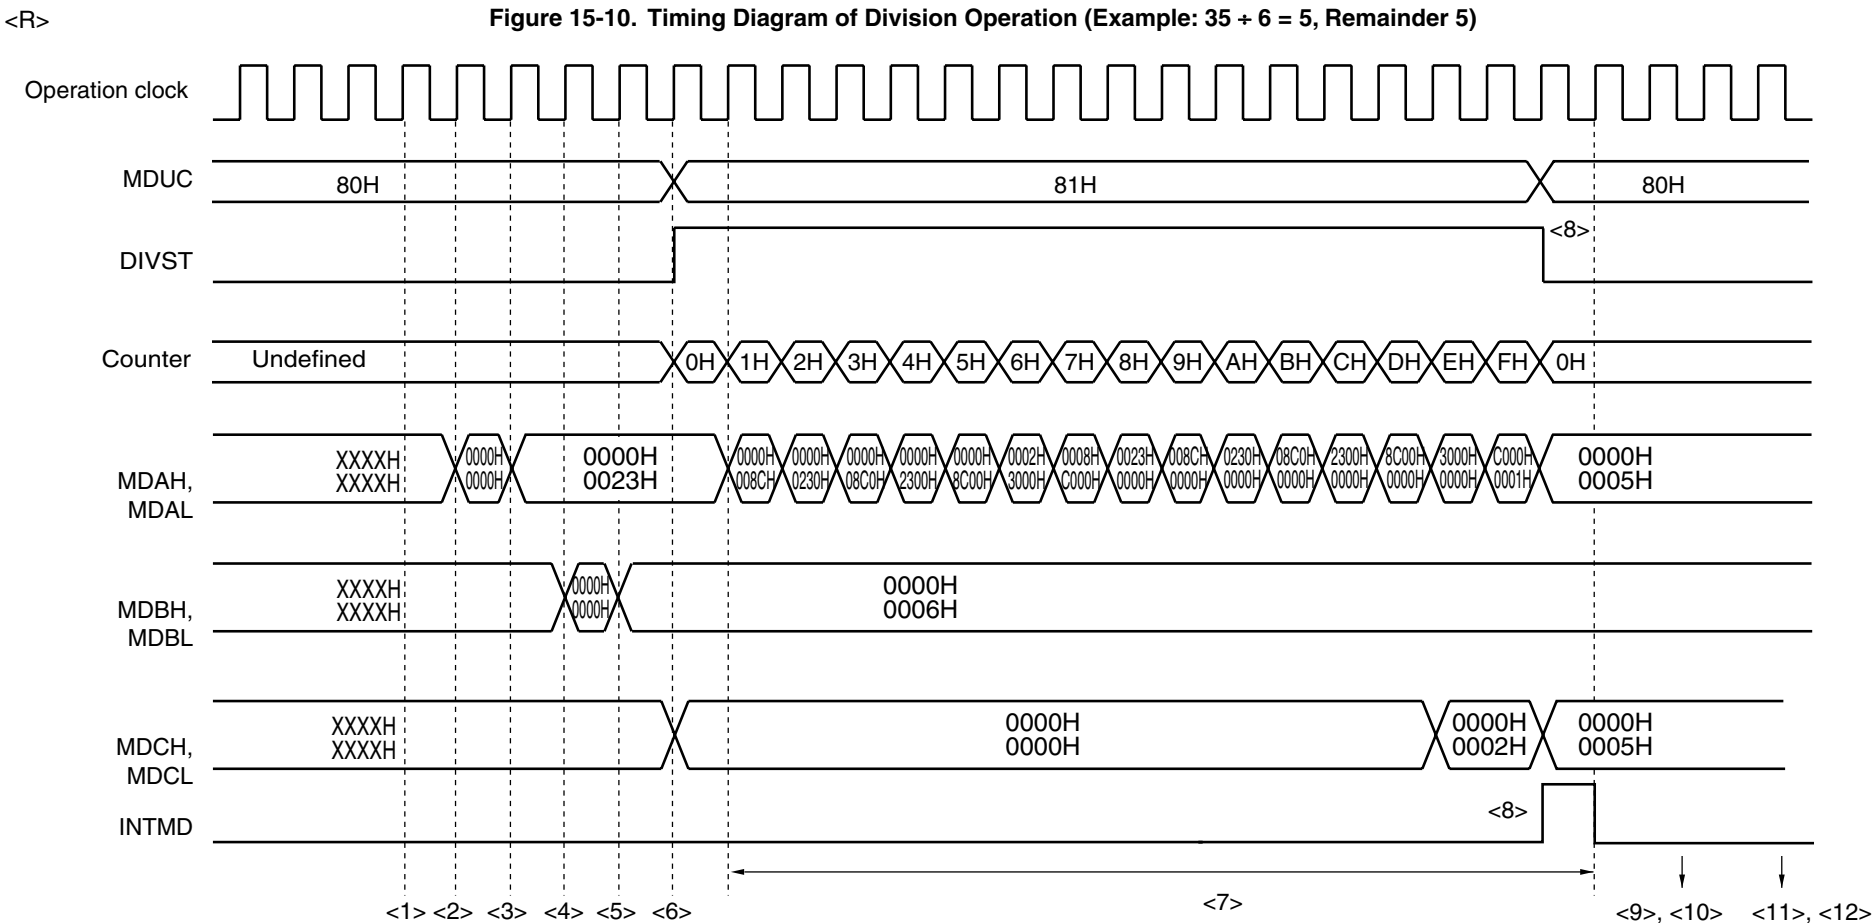 <R>
Figure 15-10. Timing Diagram of Division Operation (Example: 35 ÷ 6 = 5, Remainder 5)
Operation clock
MDUC
80H
81H
80H
DIVST
<8>
Counter
Undefined
0H 1H 2H 3H 4H 5H 6H 7H 8H 9H AH BH CH DH EH FH 0H
MDAH,
MDAL
XXXXH 0000H 0000H 0000H 0000H 0000H 0000H 0000H 0002H 0008H 0023H 008CH 0230H 08C0H 2300H 8C00H 3000H C000H 0000H
XXXXH 0000H 0023H 008CH 0230H 08C0H 2300H 8C00H 3000H C000H 0000H 0000H 0000H 0000H 0000H 0000H 0000H 0001H 0005H
MDBH,
MDBL
XXXXH 0000H 0000H
XXXXH 0000H 0006H
MDCH,
MDCL
XXXXH 0000H 0000H 0000H
XXXXH 0000H 0002H 0005H
INTMD
<8>
<1> <2> <3> <4> <5> <6> <7> <9>, <10> <11>, <12>